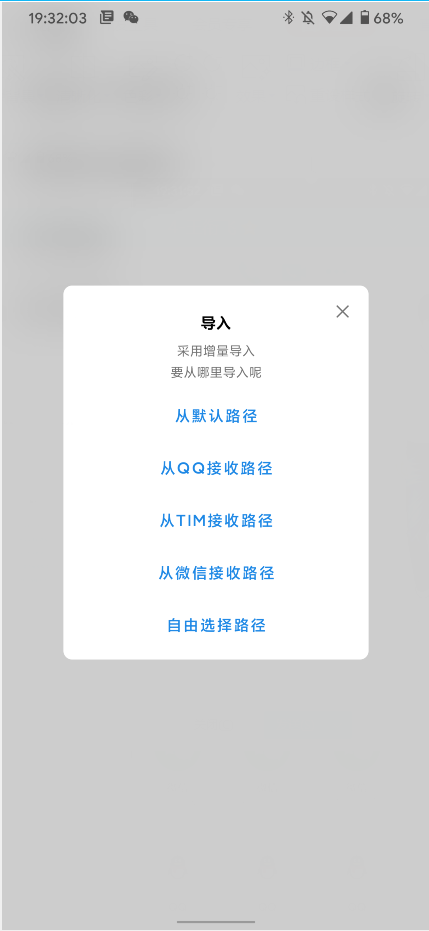 19:32:03
68%
导入
采用增量导入
要从哪里导入呢
从默认路径
从QQ接收路径
从TIM接收路径
从微信接收路径
自由选择路径